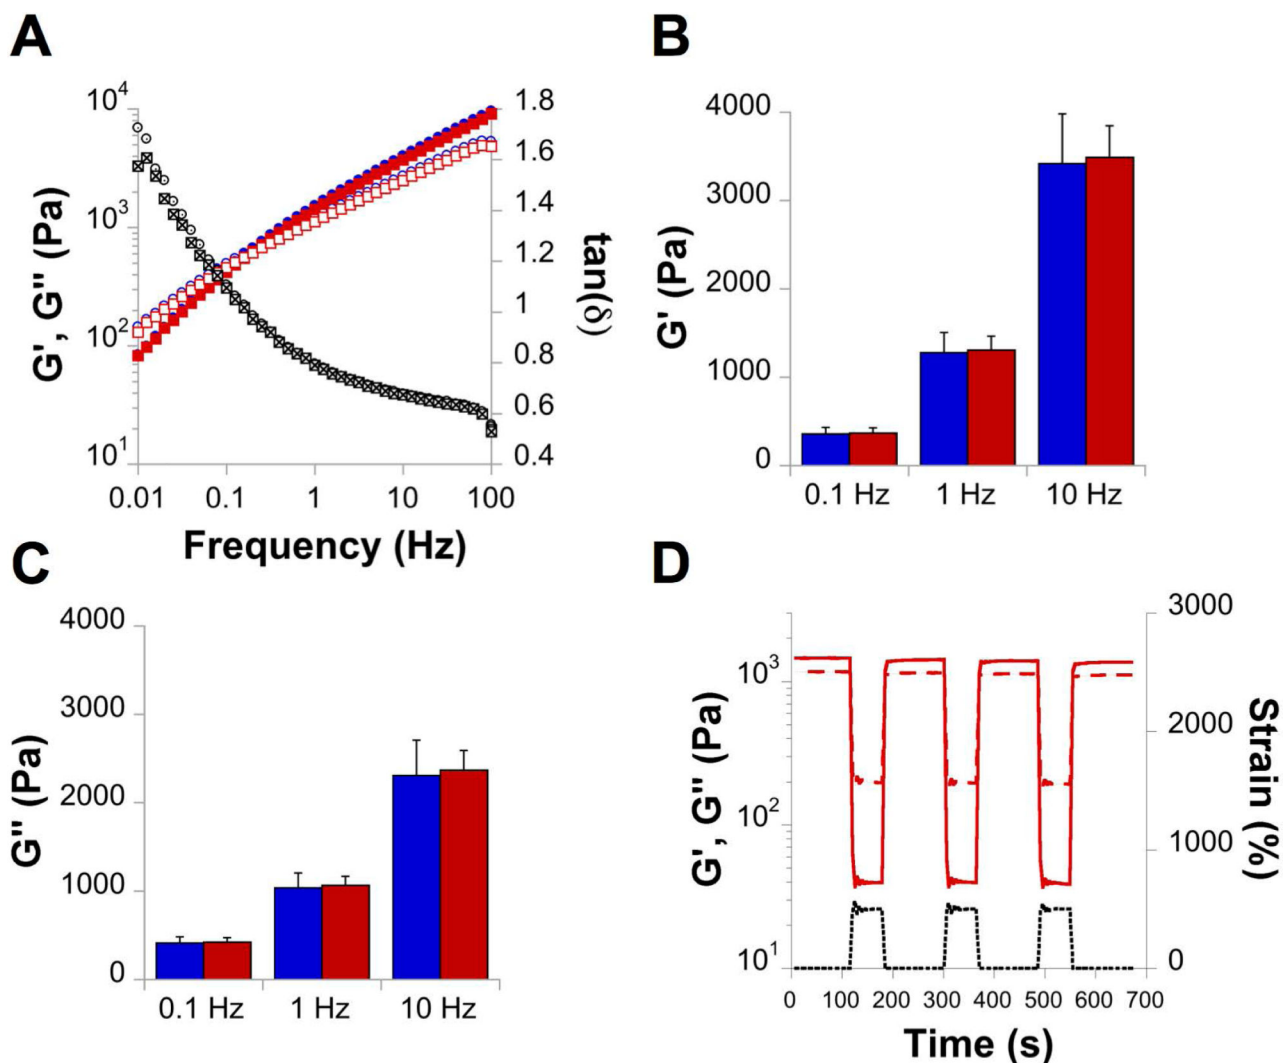 A
10⁴
10³
10²
10¹
G', G" (Pa)
1.8
1.6
1.4
1.2
1
0.8
0.6
0.4
tan(δ)
0.01 0.1 1 10 100
Frequency (Hz)
B
4000
3000
2000
1000
0
G' (Pa)
0.1 Hz 1 Hz 10 Hz
C
4000
3000
2000
1000
0
G" (Pa)
0.1 Hz 1 Hz 10 Hz
D
10³
10²
10¹
G', G" (Pa)
3000
2000
1000
0
Strain (%)
0 100 200 300 400 500 600 700
Time (s)